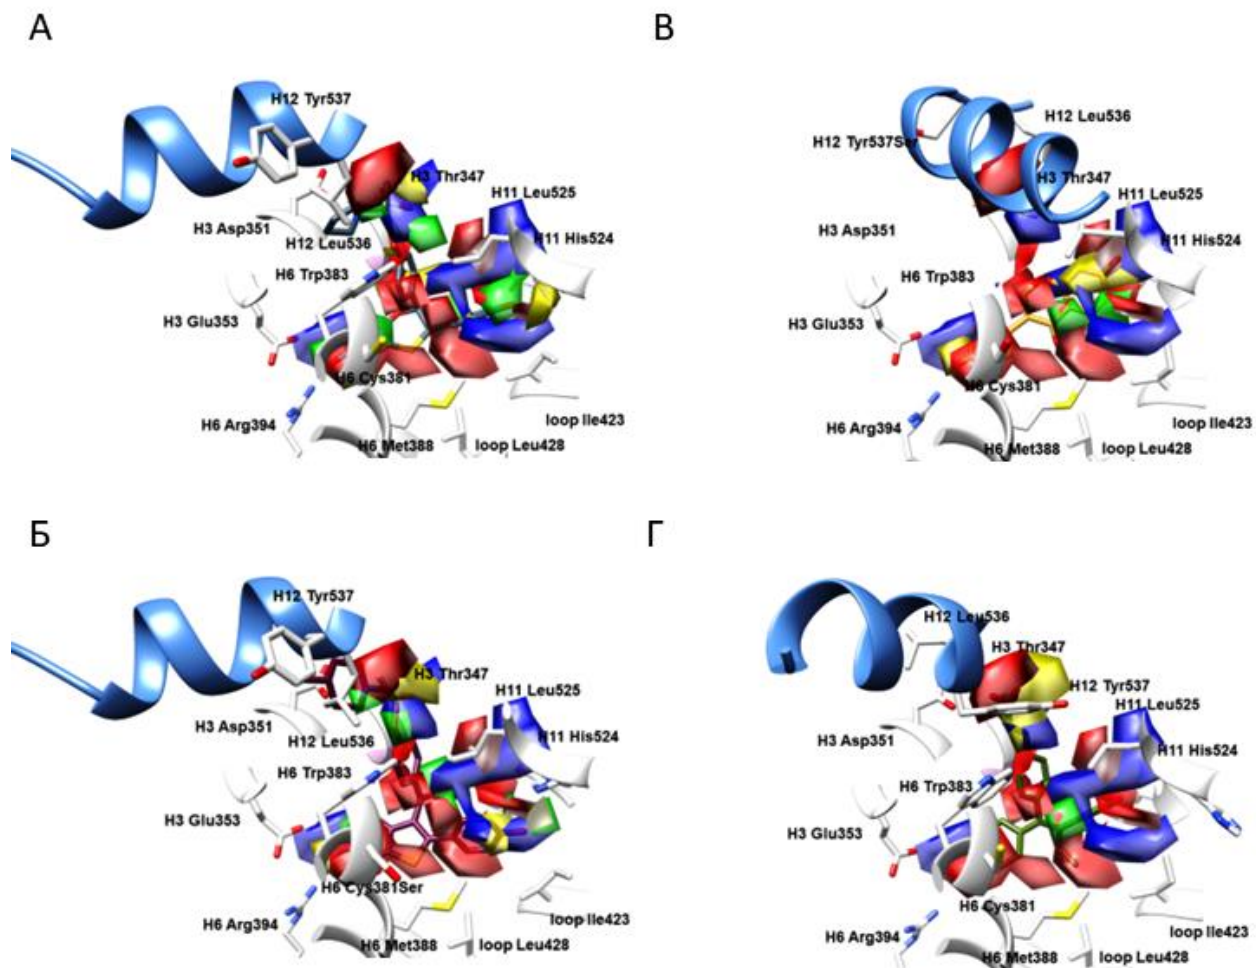 А
H12 Tyr537
H3 Thr347
H11 Leu525
H3 Asp351
H12 Leu536
H11 His524
H6 Trp383
H3 Glu353
H6 Cys381
loop Ile423
H6 Arg394
H6 Met388
loop Leu428
В
H12 Leu536
H12 Tyr537Ser
H3 Thr347
H11 Leu525
H3 Asp351
H11 His524
H6 Trp383
H3 Glu353
H6 Cys381
loop Ile423
H6 Arg394
H6 Met388
loop Leu428
Б
H12 Tyr537
H3 Thr347
H11 Leu525
H3 Asp351
H12 Leu536
H11 His524
H6 Trp383
H3 Glu353
H6 Cys381Ser
loop Ile423
H6 Arg394
H6 Met388
loop Leu428
Г
H12 Leu536
H3 Thr347
H12 Tyr537
H11 Leu525
H3 Asp351
H11 His524
H6 Trp383
H3 Glu353
H6 Cys381
loop Ile423
H6 Arg394
H6 Met388
loop Leu428